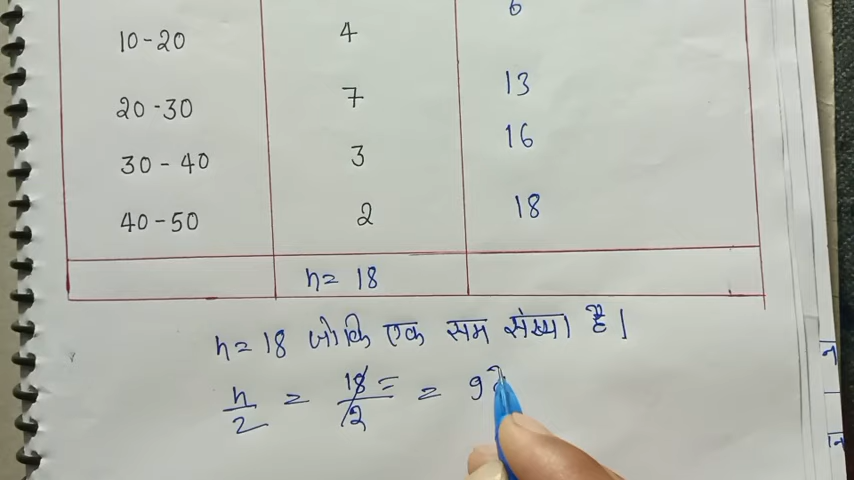 6
10-20 4
20-30 7 13
30-40 3 16
40-50 2 18
n= 18
n= 18 जोकि एक सम संख्या है।
n/2 = 18/2 = 9